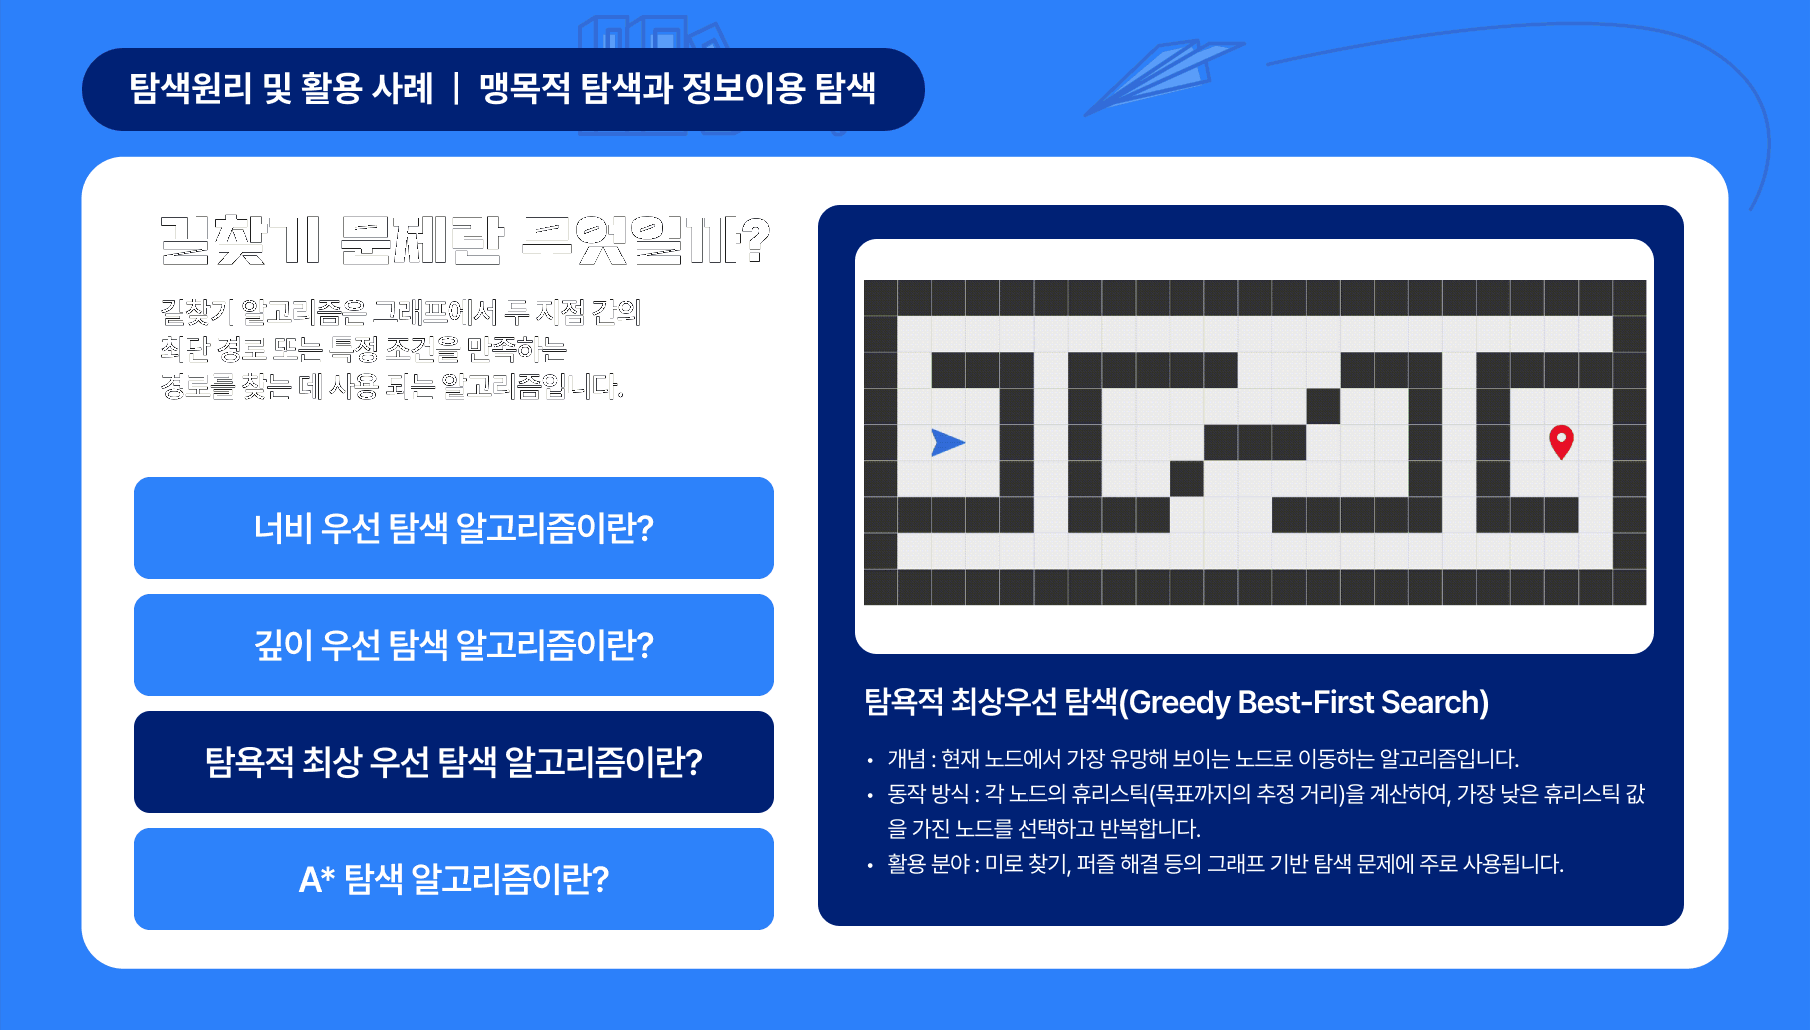 탐색원리 및 활용 사례 | 맹목적 탐색과 정보이용 탐색
길찾기 문제란 무엇일까?
길찾기 알고리즘은 그래프에서 두 지점 간의
최단 경로 또는 특정 조건을 만족하는
경로를 찾는 데 사용 되는 알고리즘입니다.
너비 우선 탐색 알고리즘이란?
깊이 우선 탐색 알고리즘이란?
탐욕적 최상 우선 탐색 알고리즘이란?
A* 탐색 알고리즘이란?
탐욕적 최상우선 탐색(Greedy Best-First Search)
• 개념 : 현재 노드에서 가장 유망해 보이는 노드로 이동하는 알고리즘입니다.
• 동작 방식 : 각 노드의 휴리스틱(목표까지의 추정 거리)을 계산하여, 가장 낮은 휴리스틱 값
을 가진 노드를 선택하고 반복합니다.
• 활용 분야 : 미로 찾기, 퍼즐 해결 등의 그래프 기반 탐색 문제에 주로 사용됩니다.